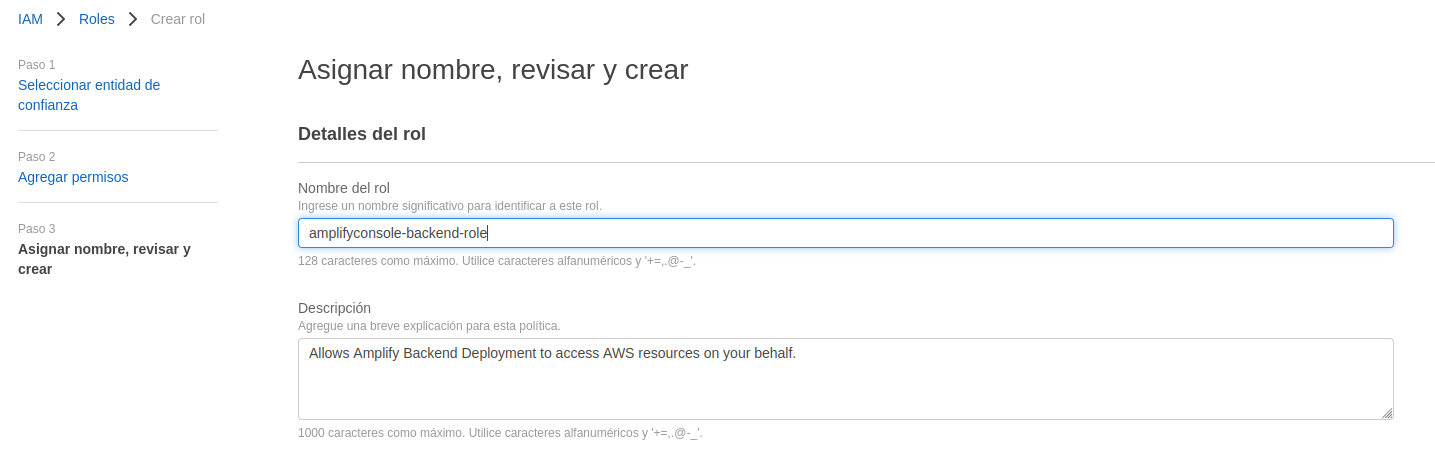 IAM > Roles > Crear rol
Paso 1
Seleccionar entidad de
confianza
Paso 2
Agregar permisos
Paso 3
Asignar nombre, revisar y
crear
Asignar nombre, revisar y crear
Detalles del rol
Nombre del rol
Ingrese un nombre significativo para identificar a este rol.
amplifyconsole-backend-role
128 caracteres como máximo. Utilice caracteres alfanuméricos y '+=,.@-_'.
Descripción
Agregue una breve explicación para esta política.
Allows Amplify Backend Deployment to access AWS resources on your behalf.
1000 caracteres como máximo. Utilice caracteres alfanuméricos y '+=,.@-_'.